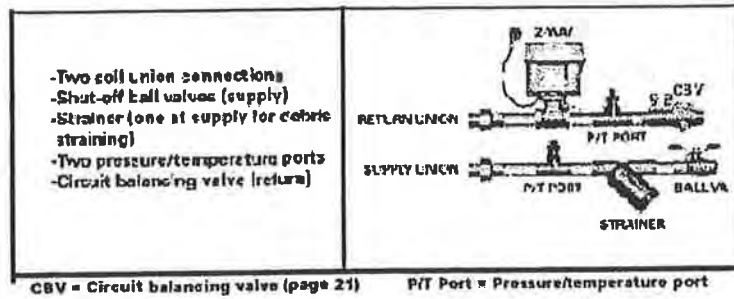 -Two coil union connections
-Shut-off ball valves (supply)
-Strainer (one at supply for debris
straining)
-Two pressure/temperature ports
-Circuit balancing valve (return)
2-WAY
CBV
RETURN UNION
P/T PORT
SUPPLY UNION
P/T PORT
BALLVA
STRAINER
CBV = Circuit balancing valve (page 21)
P/T Port = Pressure/temperature port